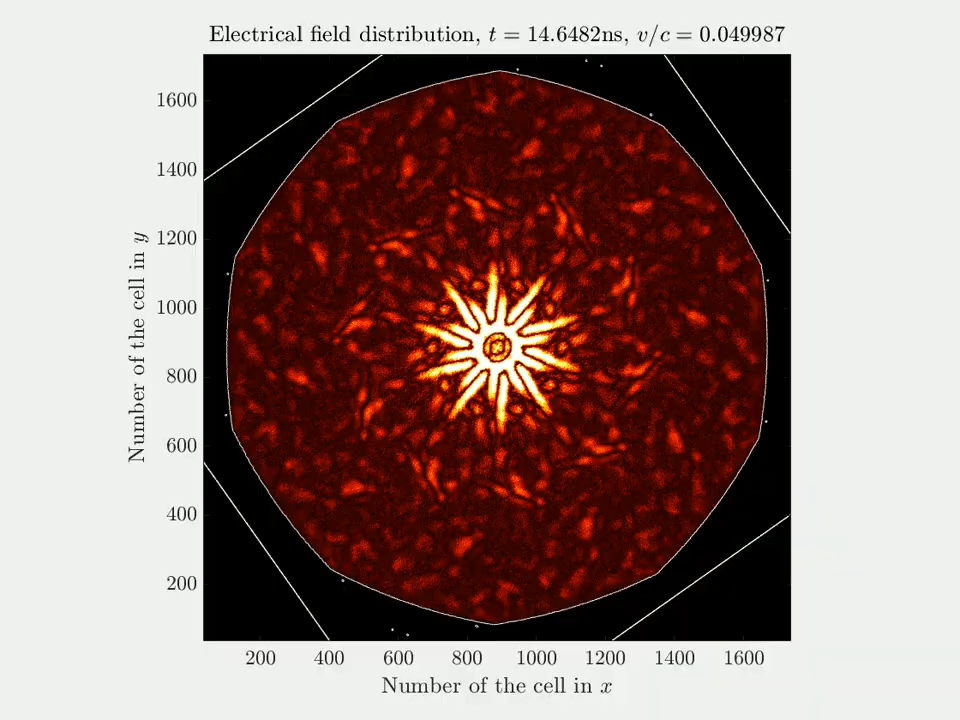 Electrical field distribution, t = 14.6482ns, v/c = 0.049987
1600
1400
1200
1000
800
600
400
200
Number of the cell in y
200 400 600 800 1000 1200 1400 1600
Number of the cell in x